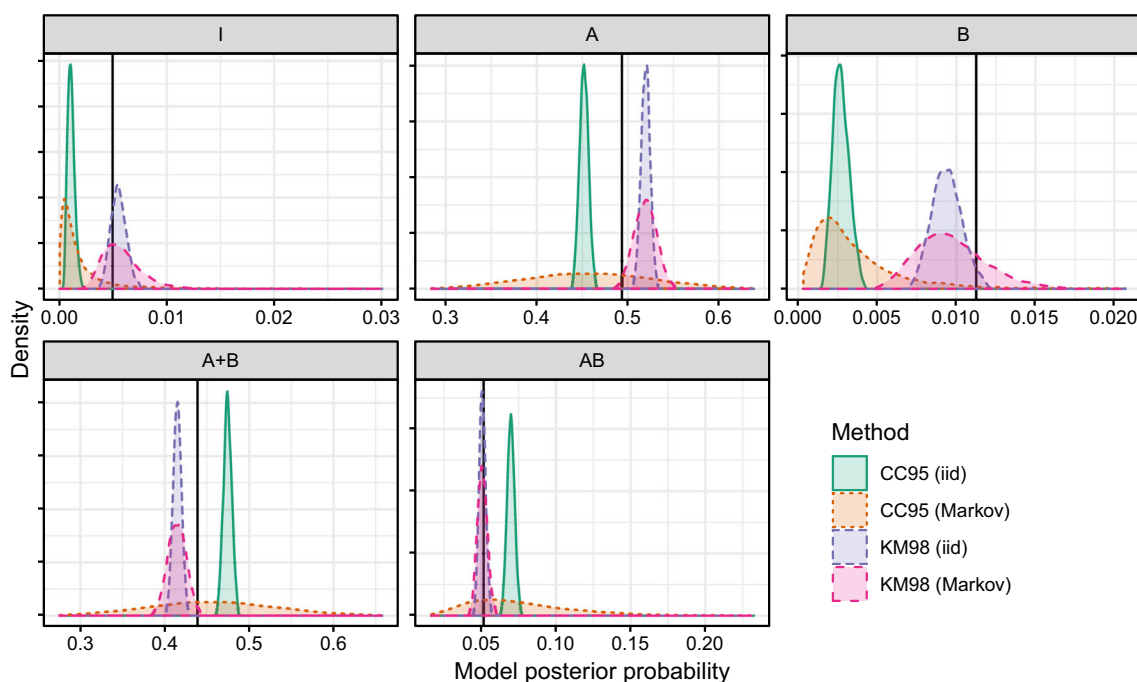 I
A
B
0.00 0.01 0.02 0.03
0.3 0.4 0.5 0.6
0.000 0.005 0.010 0.015 0.020
Density
A+B
AB
0.3 0.4 0.5 0.6
0.05 0.10 0.15 0.20
Model posterior probability
Method
CC95 (iid)
CC95 (Markov)
KM98 (iid)
KM98 (Markov)